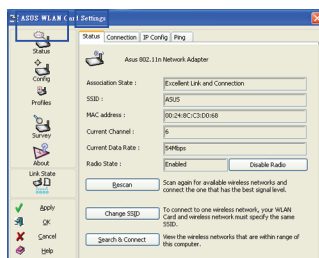 ASUS WLAN Card Settings
Status
Config
Profiles
Survey
About
Link State
Apply
OK
Cancel
Help
Status Connection IP Config Ping
Asus 802.11n Network Adapter
Association State : Excellent Link and Connection
SSID : ASUS
MAC address : 00:24:8C:C3:D0:68
Current Channel : 6
Current Data Rate : 54Mbps
Radio State : Enabled Disable Radio
Rescan Scan again for available wireless networks and
connect the one that has the best signal level.
Change SSID To connect to one wireless network, your WLAN
Card and wireless network must specify the same
SSID.
Search & Connect View the wireless networks that are within range of
this computer.